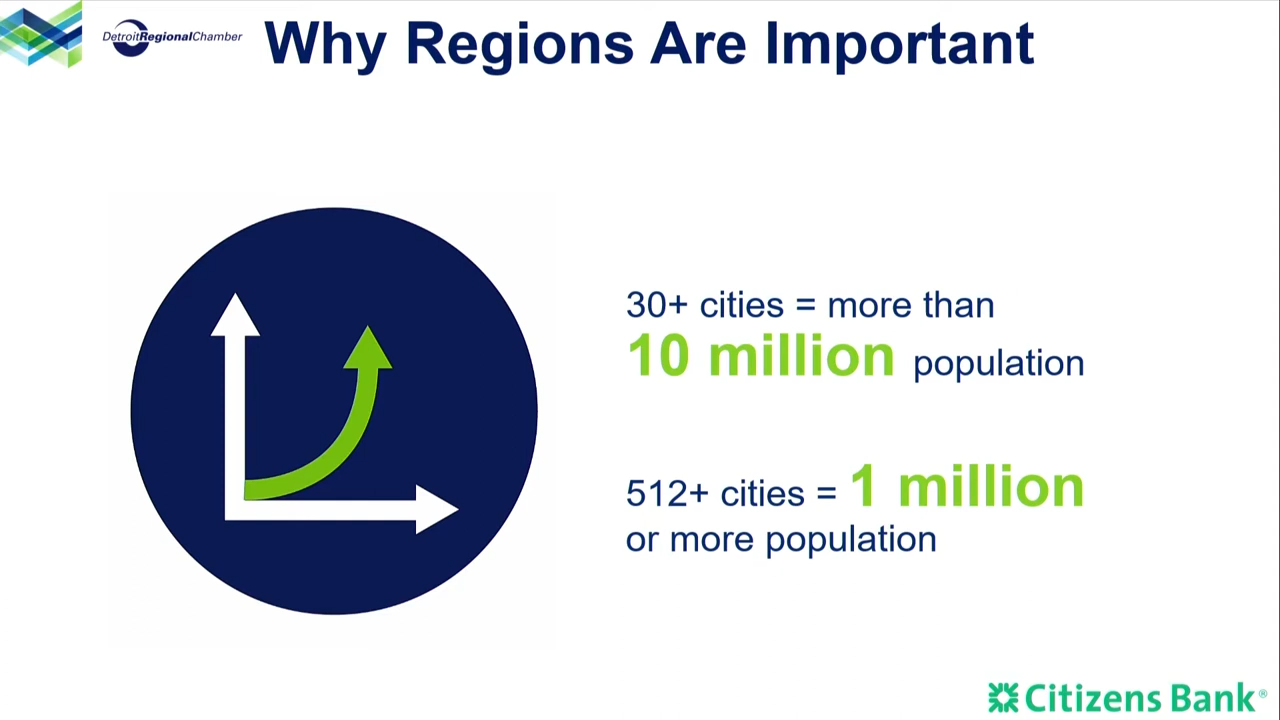 DetroitRegionalChamber
Why Regions Are Important
30+ cities = more than
10 million population
512+ cities = 1 million
or more population
Citizens Bank®